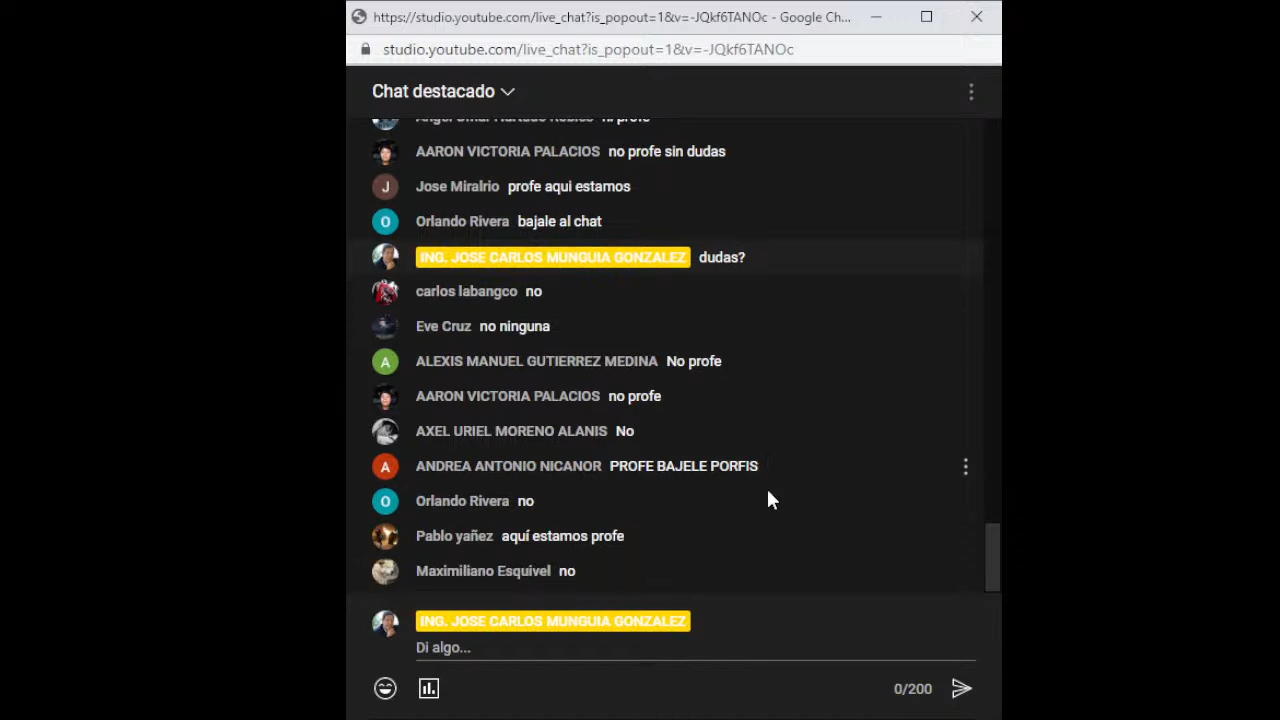 https://studio.youtube.com/live_chat?is_popout=1&v=-JQkf6TANOc - Google Ch...
studio.youtube.com/live_chat?is_popout=1&v=-JQkf6TANOc
Chat destacado
AARON VICTORIA PALACIOS no profe sin dudas
J Jose Miralrio profe aqui estamos
O Orlando Rivera bajale al chat
ING. JOSE CARLOS MUNGUIA GONZALEZ dudas?
carlos labangco no
Eve Cruz no ninguna
A ALEXIS MANUEL GUTIERREZ MEDINA No profe
AARON VICTORIA PALACIOS no profe
AXEL URIEL MORENO ALANIS No
A ANDREA ANTONIO NICANOR PROFE BAJELE PORFIS
O Orlando Rivera no
Pablo yañez aquí estamos profe
Maximiliano Esquivel no
ING. JOSE CARLOS MUNGUIA GONZALEZ
Di algo...
0/200